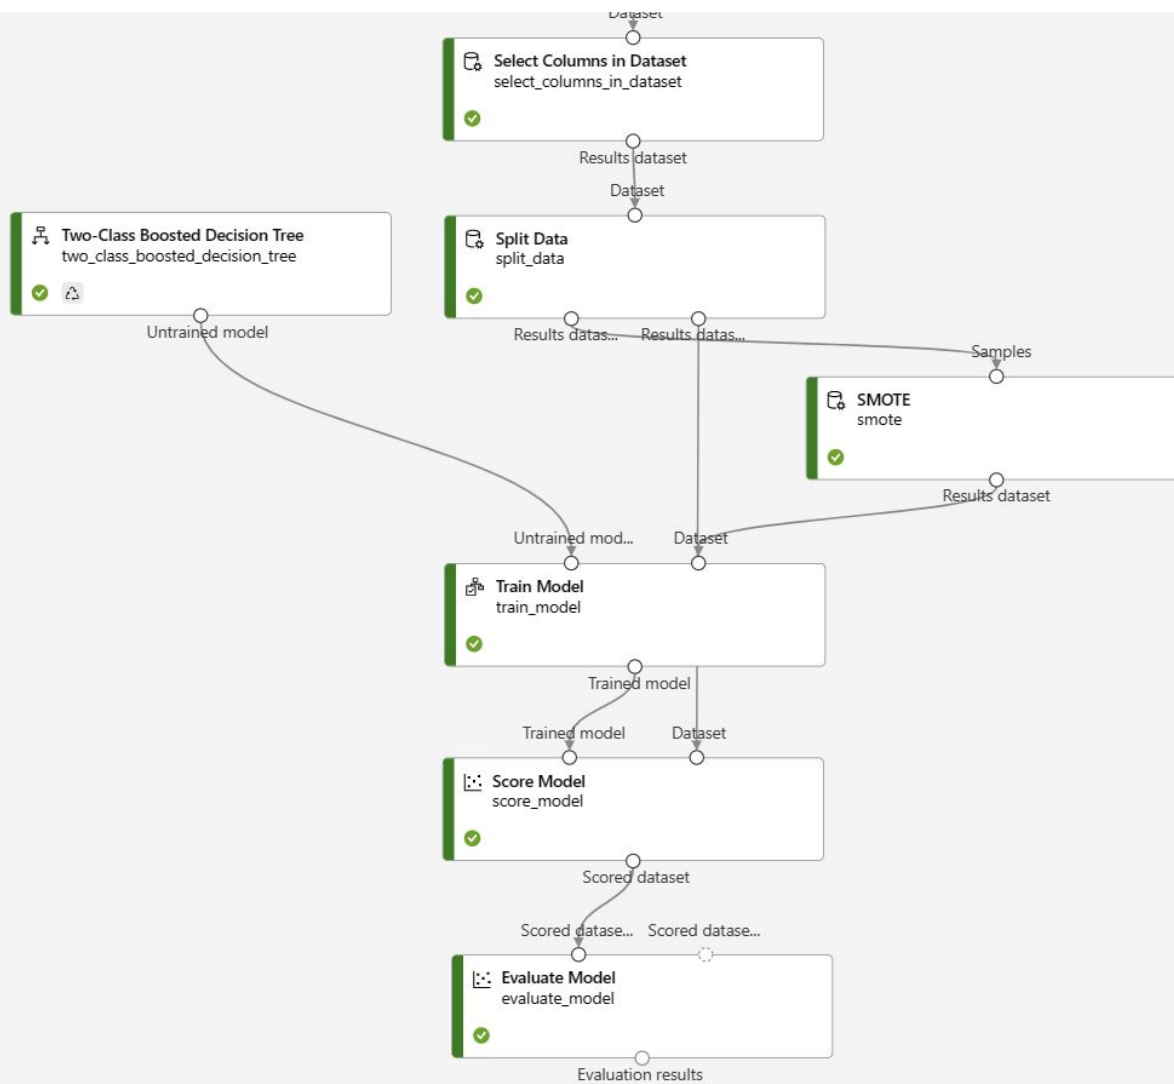 Dataset
Select Columns in Dataset
select_columns_in_dataset
Results dataset
Dataset
Two-Class Boosted Decision Tree
two_class_boosted_decision_tree
Untrained model
Split Data
split_data
Results datas...
Results datas...
Samples
SMOTE
smote
Results dataset
Untrained mod...
Dataset
Train Model
train_model
Trained model
Trained model
Dataset
Score Model
score_model
Scored dataset
Scored datase...
Scored datase...
Evaluate Model
evaluate_model
Evaluation results